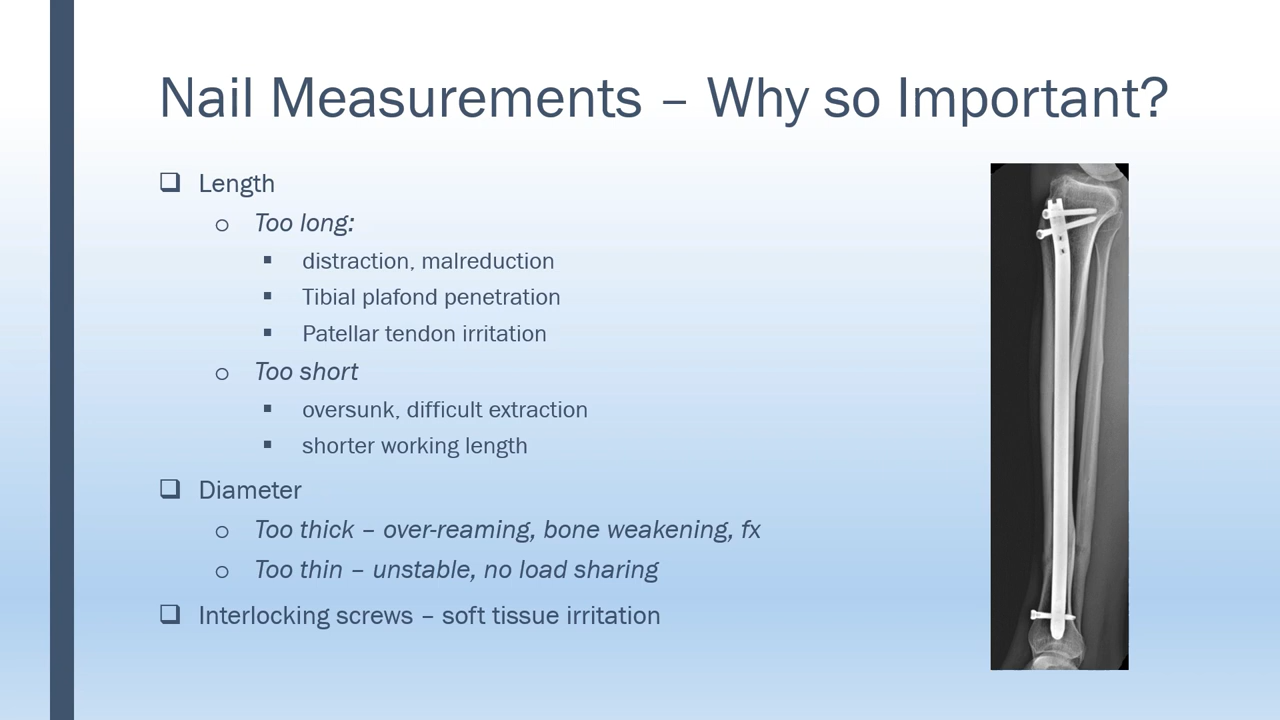 Nail Measurements – Why so Important?
Length
Too long:
distraction, malreduction
Tibial plafond penetration
Patellar tendon irritation
Too short
oversunk, difficult extraction
shorter working length
Diameter
Too thick – over-reaming, bone weakening, fx
Too thin – unstable, no load sharing
Interlocking screws – soft tissue irritation